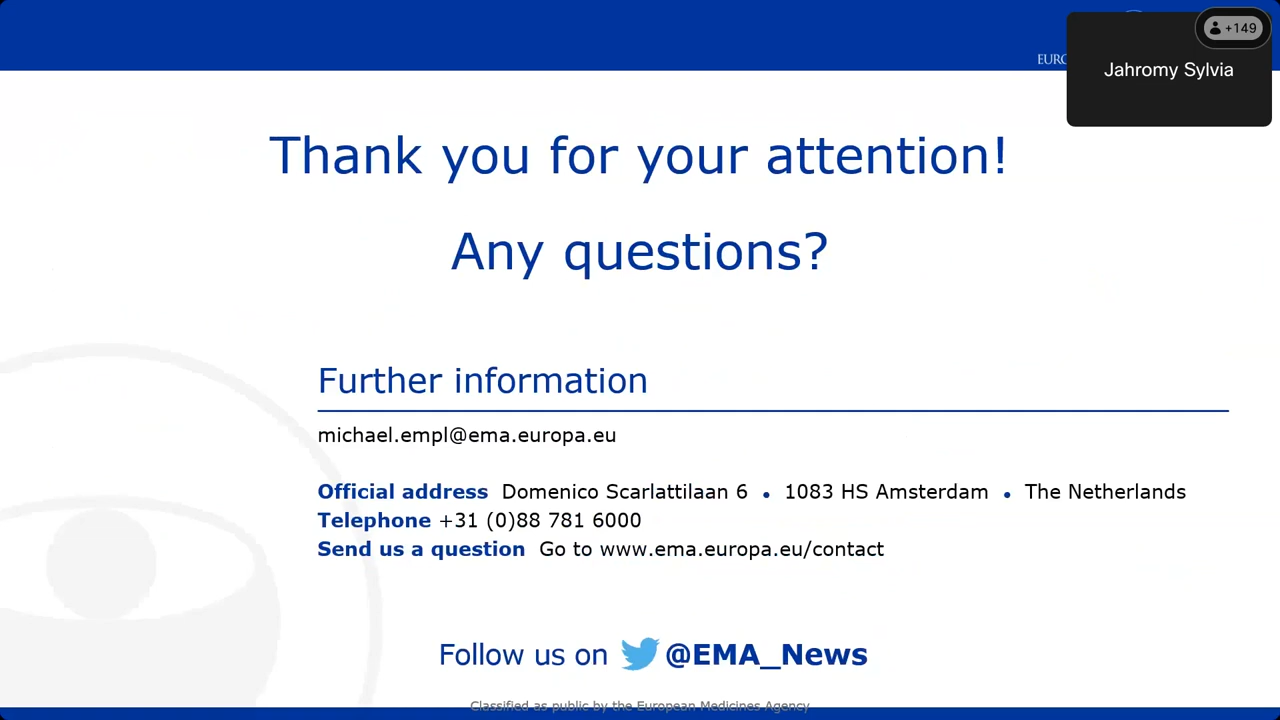 +149
Jahromy Sylvia
Thank you for your attention!
Any questions?
Further information
michael.empl@ema.europa.eu
Official address Domenico Scarlattilaan 6 • 1083 HS Amsterdam • The Netherlands
Telephone +31 (0)88 781 6000
Send us a question Go to www.ema.europa.eu/contact
Follow us on @EMA_News
Classified as public by the European Medicines Agency